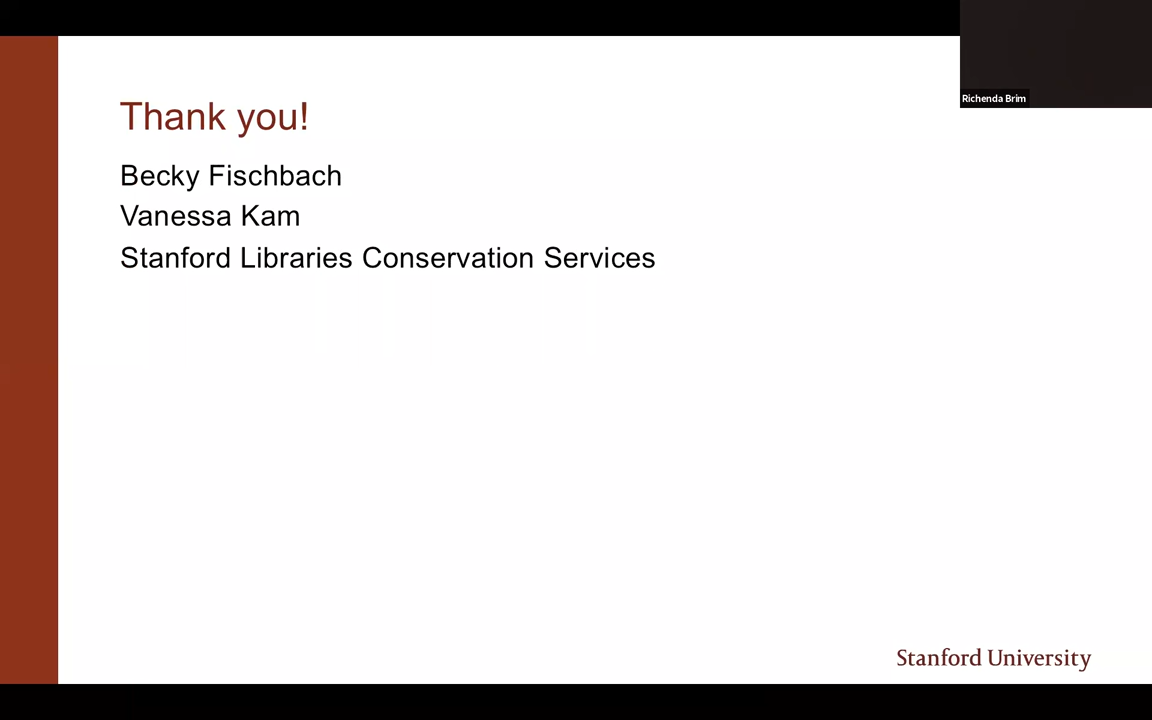 Richenda Brim
Thank you!
Becky Fischbach
Vanessa Kam
Stanford Libraries Conservation Services
Stanford University